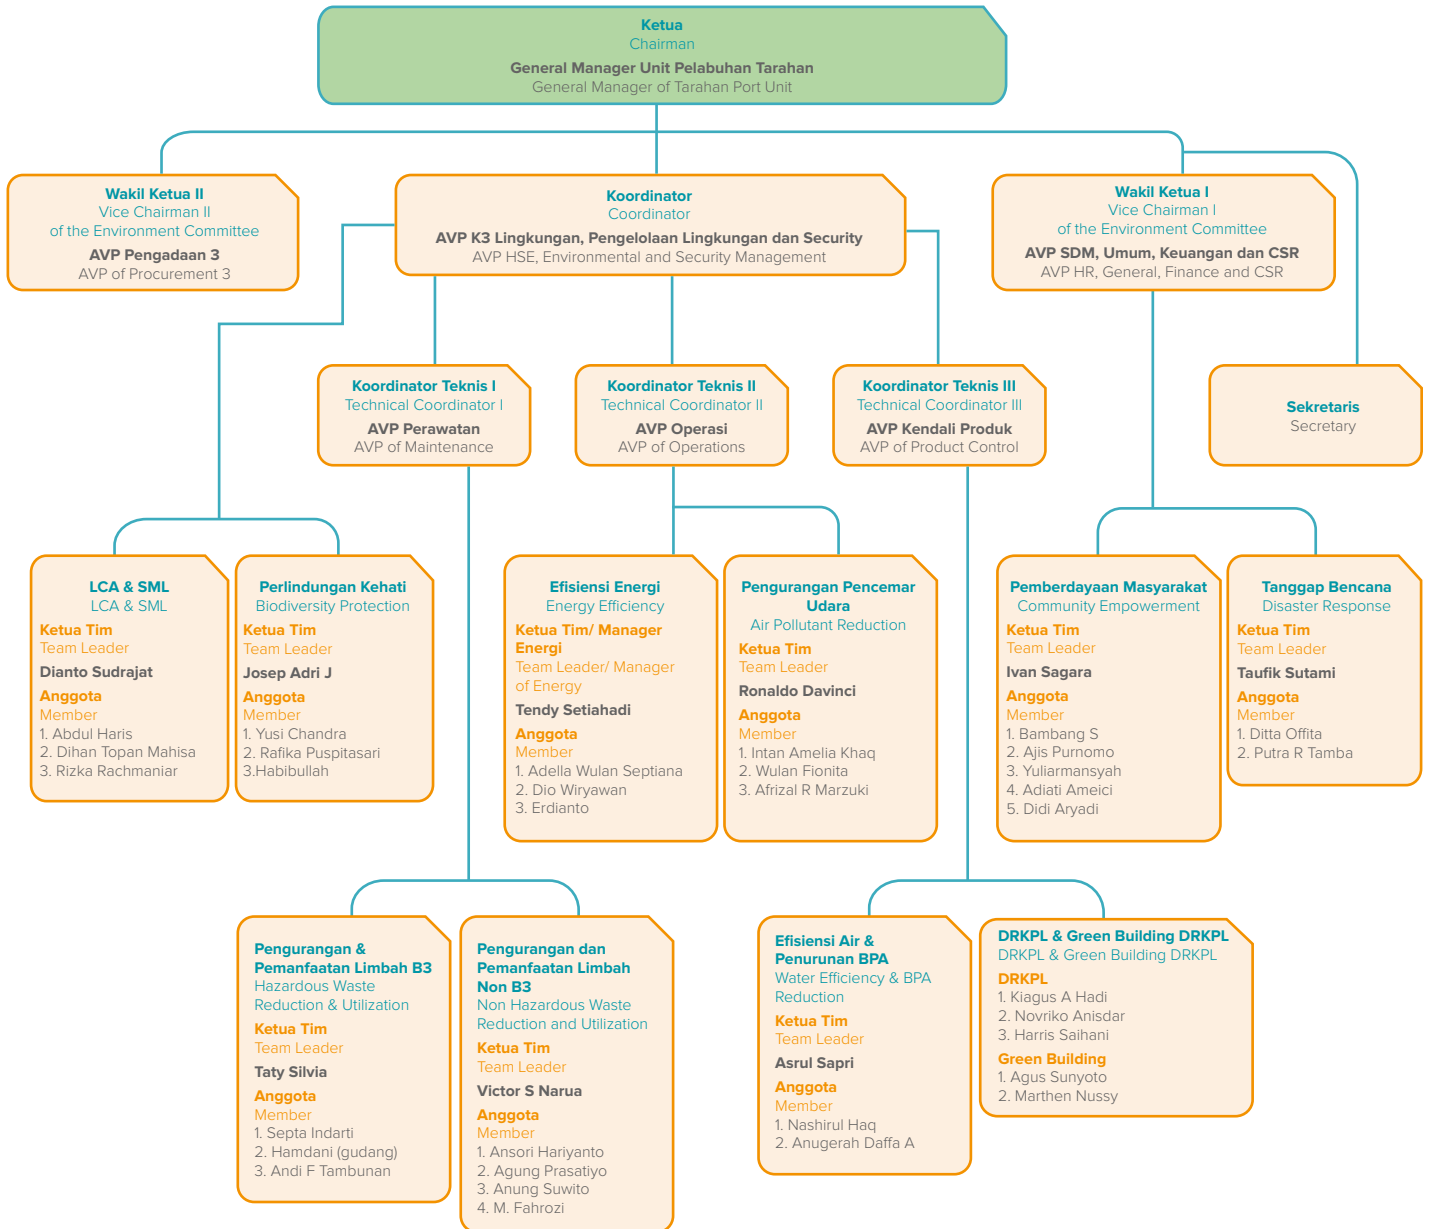 Ketua
Chairman
General Manager Unit Pelabuhan Tarahan
General Manager of Tarahan Port Unit
Wakil Ketua II
Vice Chairman II
of the Environment Committee
AVP Pengadaan 3
AVP of Procurement 3
Koordinator
Coordinator
AVP K3 Lingkungan, Pengelolaan Lingkungan dan Security
AVP HSE, Environmental and Security Management
Wakil Ketua I
Vice Chairman I
of the Environment Committee
AVP SDM, Umum, Keuangan dan CSR
AVP HR, General, Finance and CSR
Koordinator Teknis I
Technical Coordinator I
AVP Perawatan
AVP of Maintenance
Koordinator Teknis II
Technical Coordinator II
AVP Operasi
AVP of Operations
Koordinator Teknis III
Technical Coordinator III
AVP Kendali Produk
AVP of Product Control
Sekretaris
Secretary
LCA & SML
LCA & SML
Ketua Tim
Team Leader
Dianto Sudrajat
Anggota
Member
1. Abdul Haris
2. Dihan Topan Mahisa
3. Rizka Rachmaniar
Perlindungan Kehati
Biodiversity Protection
Ketua Tim
Team Leader
Josep Adri J
Anggota
Member
1. Yusi Chandra
2. Rafika Puspitasari
3.Habibullah
Efisiensi Energi
Energy Efficiency
Ketua Tim/ Manager
Energi
Team Leader/ Manager
of Energy
Tendy Setiahadi
Anggota
Member
1. Adella Wulan Septiana
2. Dio Wiryawan
3. Erdianto
Pengurangan Pencemar
Udara
Air Pollutant Reduction
Ketua Tim
Team Leader
Ronaldo Davinci
Anggota
Member
1. Intan Amelia Khaq
2. Wulan Fionita
3. Afrizal R Marzuki
Pemberdayaan Masyarakat
Community Empowerment
Ketua Tim
Team Leader
Ivan Sagara
Anggota
Member
1. Bambang S
2. Ajis Purnomo
3. Yuliarmansyah
4. Adiati Ameici
5. Didi Aryadi
Tanggap Bencana
Disaster Response
Ketua Tim
Team Leader
Taufik Sutami
Anggota
Member
1. Ditta Offita
2. Putra R Tamba
Pengurangan &
Pemanfaatan Limbah B3
Hazardous Waste
Reduction & Utilization
Ketua Tim
Team Leader
Taty Silvia
Anggota
Member
1. Septa Indarti
2. Hamdani (gudang)
3. Andi F Tambunan
Pengurangan dan
Pemanfaatan Limbah
Non B3
Non Hazardous Waste
Reduction and Utilization
Ketua Tim
Team Leader
Victor S Narua
Anggota
Member
1. Ansori Hariyanto
2. Agung Prasatiyo
3. Anung Suwito
4. M. Fahrozi
Efisiensi Air &
Penurunan BPA
Water Efficiency & BPA
Reduction
Ketua Tim
Team Leader
Asrul Sapri
Anggota
Member
1. Nashirul Haq
2. Anugerah Daffa A
DRKPL & Green Building DRKPL
DRKPL & Green Building DRKPL
DRKPL
1. Kiagus A Hadi
2. Novriko Anisdar
3. Harris Saihani
Green Building
1. Agus Sunyoto
2. Marthen Nussy